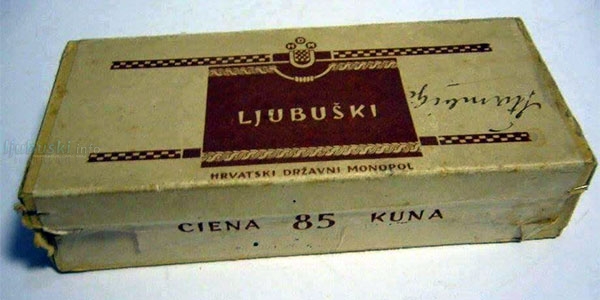 LJUBUŠKI
HRVATSKI DRŽAVNI MONOPOL
CIENA 85 KUNA